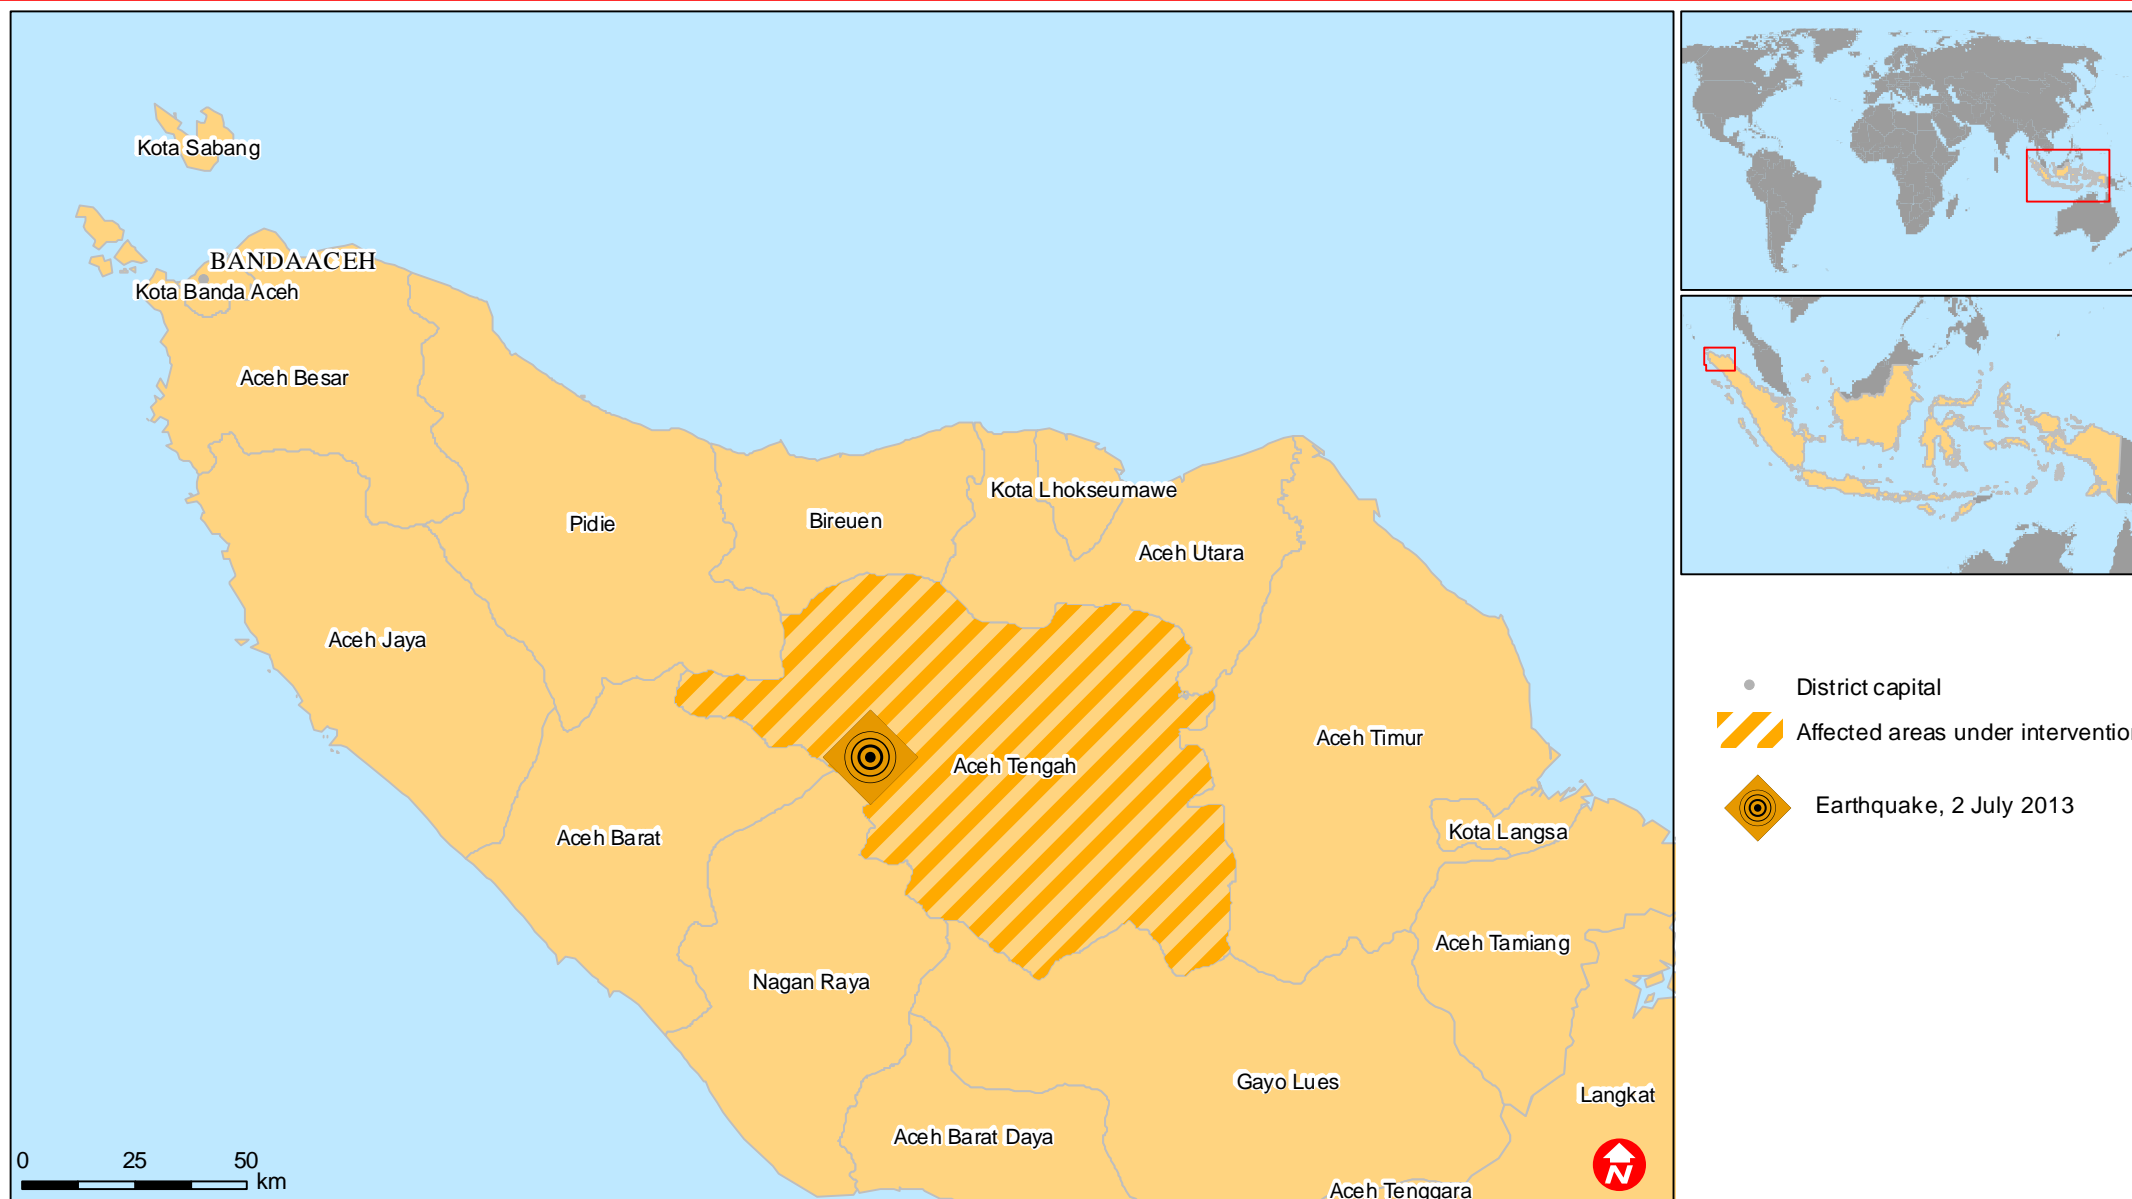 Kota Sabang
BANDAACEH
Kota Banda Aceh
Aceh Besar
Kota Lhokseumawe
Pidie
Bireuen
Aceh Utara
Aceh Jaya
Aceh Timur
Aceh Tengah
Kota Langsa
Aceh Barat
Aceh Tamiang
Nagan Raya
Gayo Lues
Langkat
Aceh Barat Daya
Aceh Tenggara
0 25 50
km
N
District capital
Affected areas under intervention
Earthquake, 2 July 2013